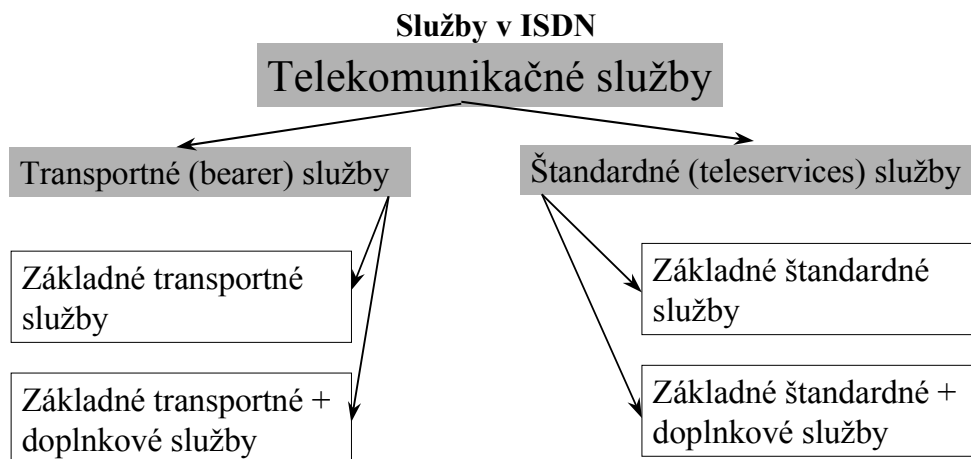 Služby v ISDN
Telekomunikačné služby
Transportné (bearer) služby
Štandardné (teleservices) služby
Základné transportné
služby
Základné štandardné
služby
Základné transportné +
doplnkové služby
Základné štandardné +
doplnkové služby